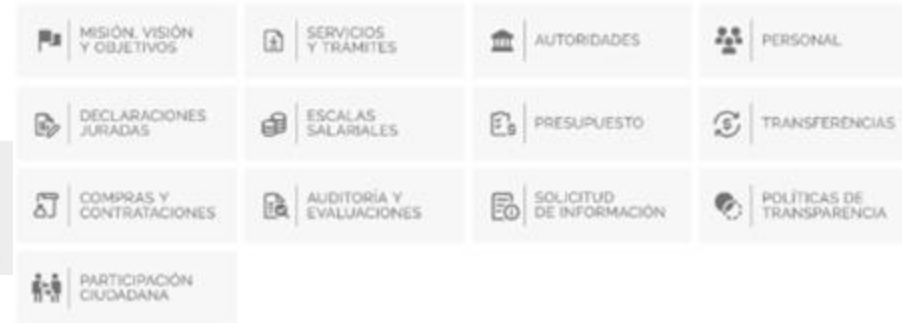 MISIÓN, VISIÓN
Y OBJETIVOS
SERVICIOS
Y TRÁMITES
AUTORIDADES
PERSONAL
DECLARACIONES
JURADAS
ESCALAS
SALARIALES
PRESUPUESTO
TRANSFERENCIAS
COMPRAS Y
CONTRATACIONES
AUDITORÍA Y
EVALUACIONES
SOLICITUD
DE INFORMACIÓN
POLÍTICAS DE
TRANSPARENCIA
PARTICIPACIÓN
CIUDADANA